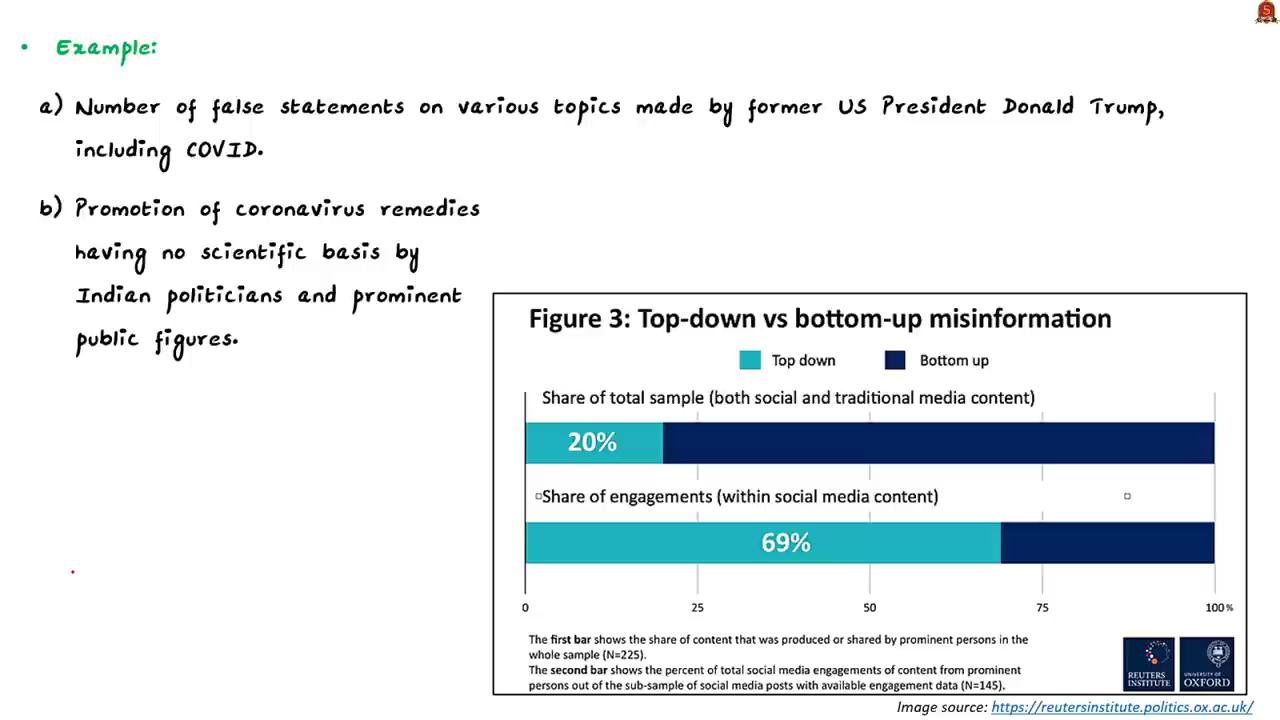 • Example:
a) Number of false statements on various topics made by former US President Donald Trump,
including COVID.
b) Promotion of coronavirus remedies
having no scientific basis by
Indian politicians and prominent
public figures.
Figure 3: Top-down vs bottom-up misinformation
Top down Bottom up
Share of total sample (both social and traditional media content)
20%
Share of engagements (within social media content)
69%
0 25 50 75 100%
The first bar shows the share of content that was produced or shared by prominent persons in the
whole sample (N=225).
The second bar shows the percent of total social media engagements of content from prominent
persons out of the sub-sample of social media posts with available engagement data (N=145).
REUTERS
INSTITUTE
UNIVERSITY OF
OXFORD
Image source: https://reutersinstitute.politics.ox.ac.uk/